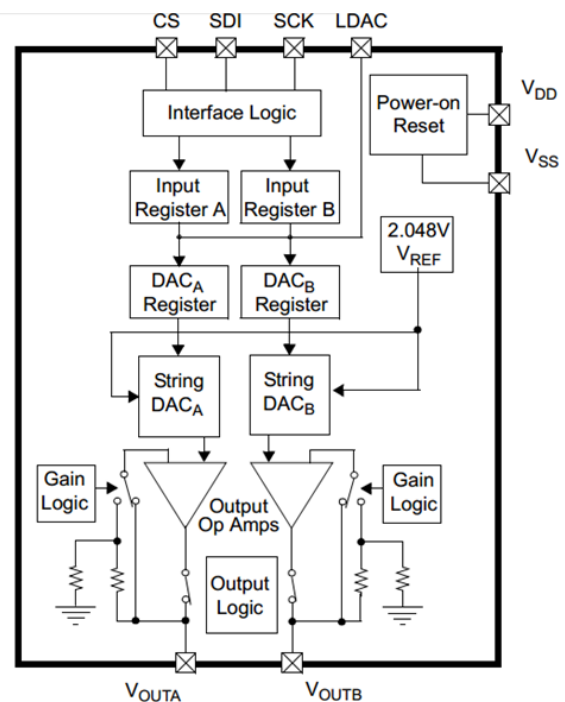 CS SDI SCK LDAC
Interface Logic
Power-on
Reset
VDD
VSS
Input
Register A
Input
Register B
2.048V
VREF
DACA
Register
DACB
Register
String
DACA
String
DACB
Gain
Logic
Output
Op Amps
Gain
Logic
Output
Logic
VOUTA
VOUTB